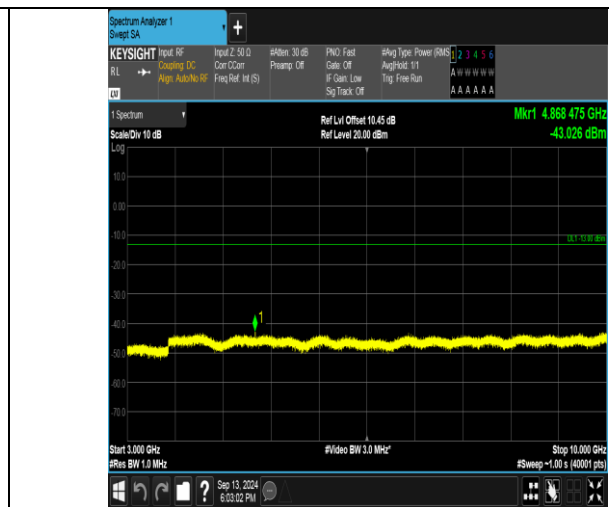 Spectrum Analyzer 1
Swept SA
+
KEYSIGHT Input: RF Input Z: 50 Ω #Atten: 30 dB PNO: Fast #Avg Type: Power (RMS 1 2 3 4 5 6
RL Coupling: DC Corr CCorr Preamp: Off Gate: Off Avg|Hold: 1/1 A W W W W W
Align: Auto/No RF Freq Ref: Int (S) IF Gain: Low Trig: Free Run
LXI Sig Track: Off A A A A A A
1 Spectrum Ref Lvl Offset 10.45 dB Mkr1 4.868 475 GHz
Scale/Div 10 dB Ref Level 20.00 dBm -43.026 dBm
Log
10.0
0.00
-10.0
DL1 -13.00 dBm
-20.0
-30.0
-40.0
1
-50.0
-60.0
-70.0
Start 3.000 GHz #Video BW 3.0 MHz* Stop 10.000 GHz
#Res BW 1.0 MHz #Sweep ~1.00 s (40001 pts)
? Sep 13, 2024
6:03:02 PM